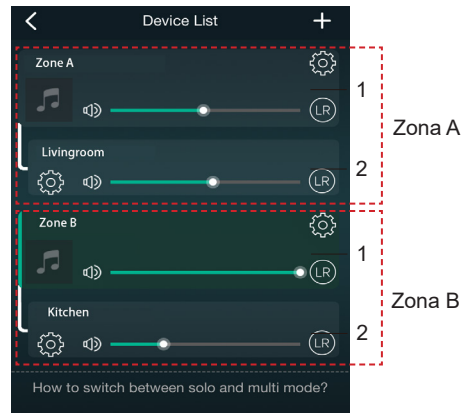 Device List
Zone A
1
LR
Zona A
Livingroom
2
LR
Zone B
1
LR
Zona B
Kitchen
2
LR
How to switch between solo and multi mode?